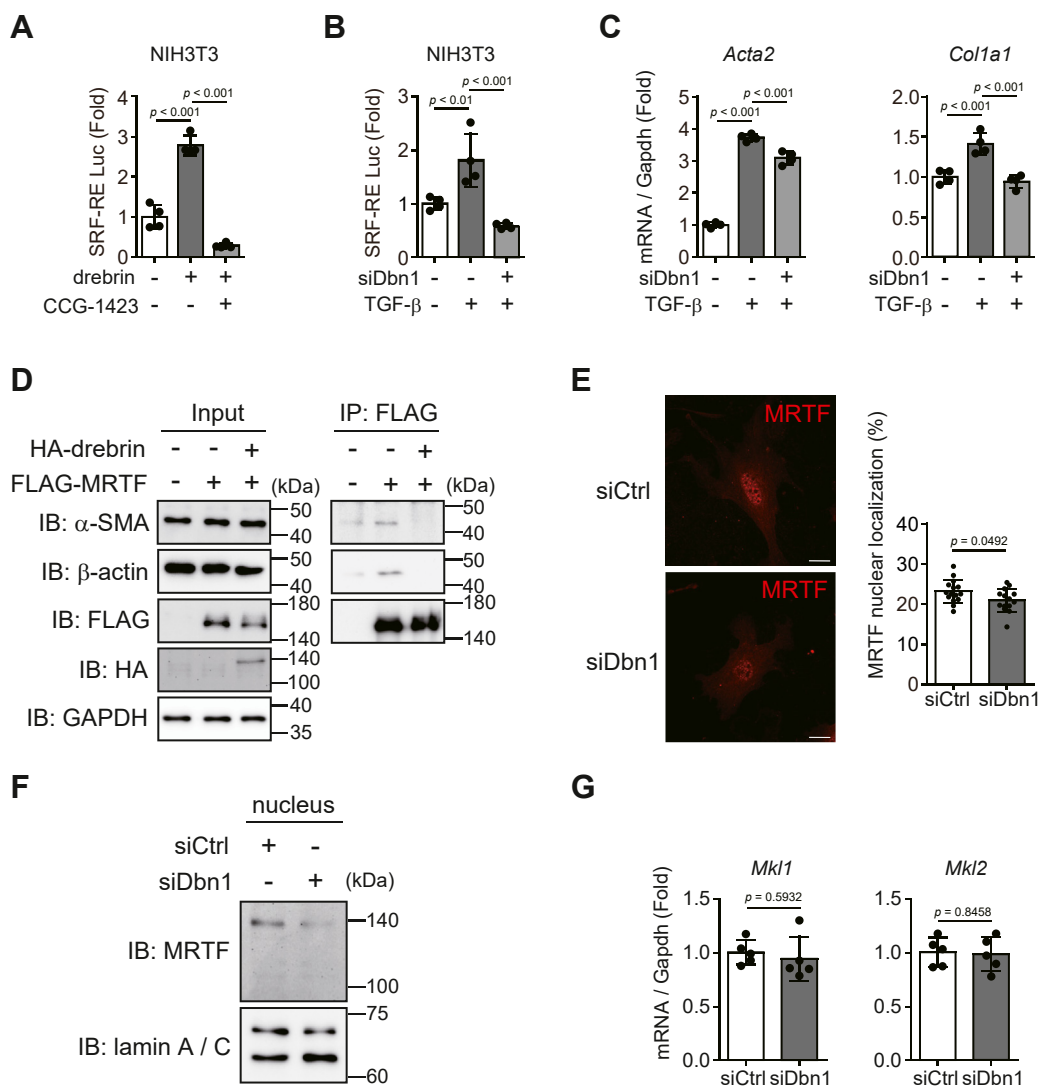 A
NIH3T3
SRF-RE Luc (Fold)
4
3
2
1
0
p < 0.001
p < 0.001
drebrin - + +
CCG-1423 - - +
B
NIH3T3
SRF-RE Luc (Fold)
3
2
1
0
p < 0.01
p < 0.001
siDbn1 - - +
TGF-β - + +
C
Acta2
mRNA / Gapdh (Fold)
6
4
2
0
p < 0.001
p < 0.001
siDbn1 - - +
TGF-β - + +
Col1a1
2.0
1.5
1.0
0.5
0.0
p < 0.001
p < 0.001
siDbn1 - - +
TGF-β - + +
D
Input IP: FLAG
HA-drebrin - - + - - +
FLAG-MRTF - + + (kDa) - + + (kDa)
IB: α-SMA 50 50
40 40
IB: β-actin 50 50
40 40
IB: FLAG 180 180
140 140
IB: HA 140
100
IB: GAPDH 40
35
E
siCtrl
MRTF
siDbn1
MRTF
MRTF nuclear localization (%)
40
30
20
10
0
p = 0.0492
siCtrl siDbn1
F
nucleus
siCtrl + -
siDbn1 - + (kDa)
IB: MRTF 140
100
IB: lamin A / C 75
60
G
Mkl1
mRNA / Gapdh (Fold)
1.5
1.0
0.5
0.0
p = 0.5932
siCtrl siDbn1
Mkl2
1.5
1.0
0.5
0.0
p = 0.8458
siCtrl siDbn1